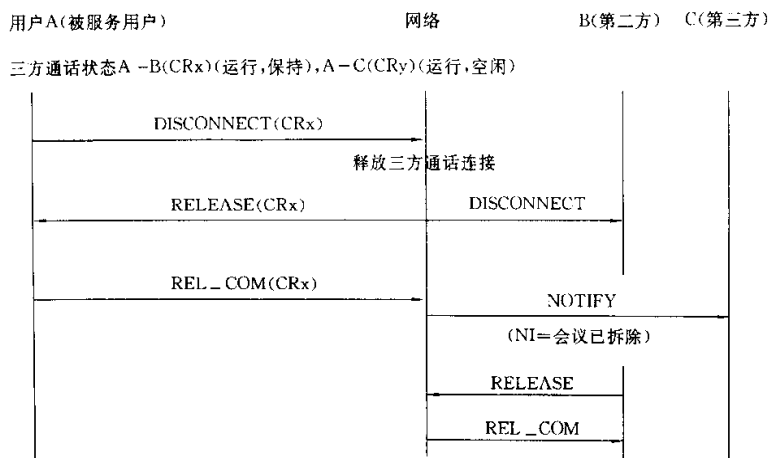 用户A(被服务用户) 网络 B(第二方) C(第三方)
三方通话状态A-B(CRx)(运行,保持),A-C(CRy)(运行,空闲)
DISCONNECT(CRx)
释放三方通话连接
RELEASE(CRx) DISCONNECT
REL_COM(CRx)
NOTIFY
(NI=会议已拆除)
RELEASE
REL_COM